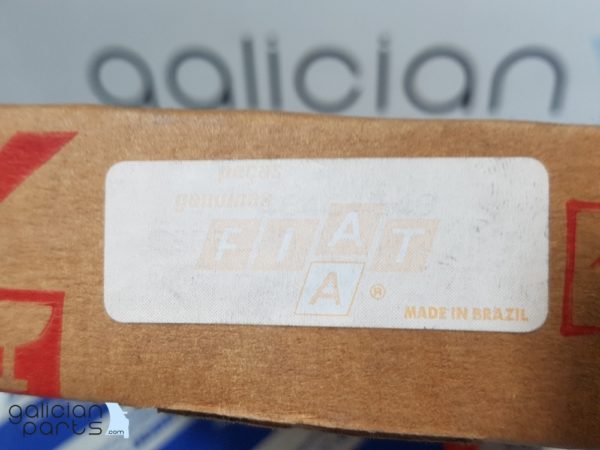 galician
peças
genuínas
FIAT
A ®
MADE IN BRAZIL
galician
parts.com